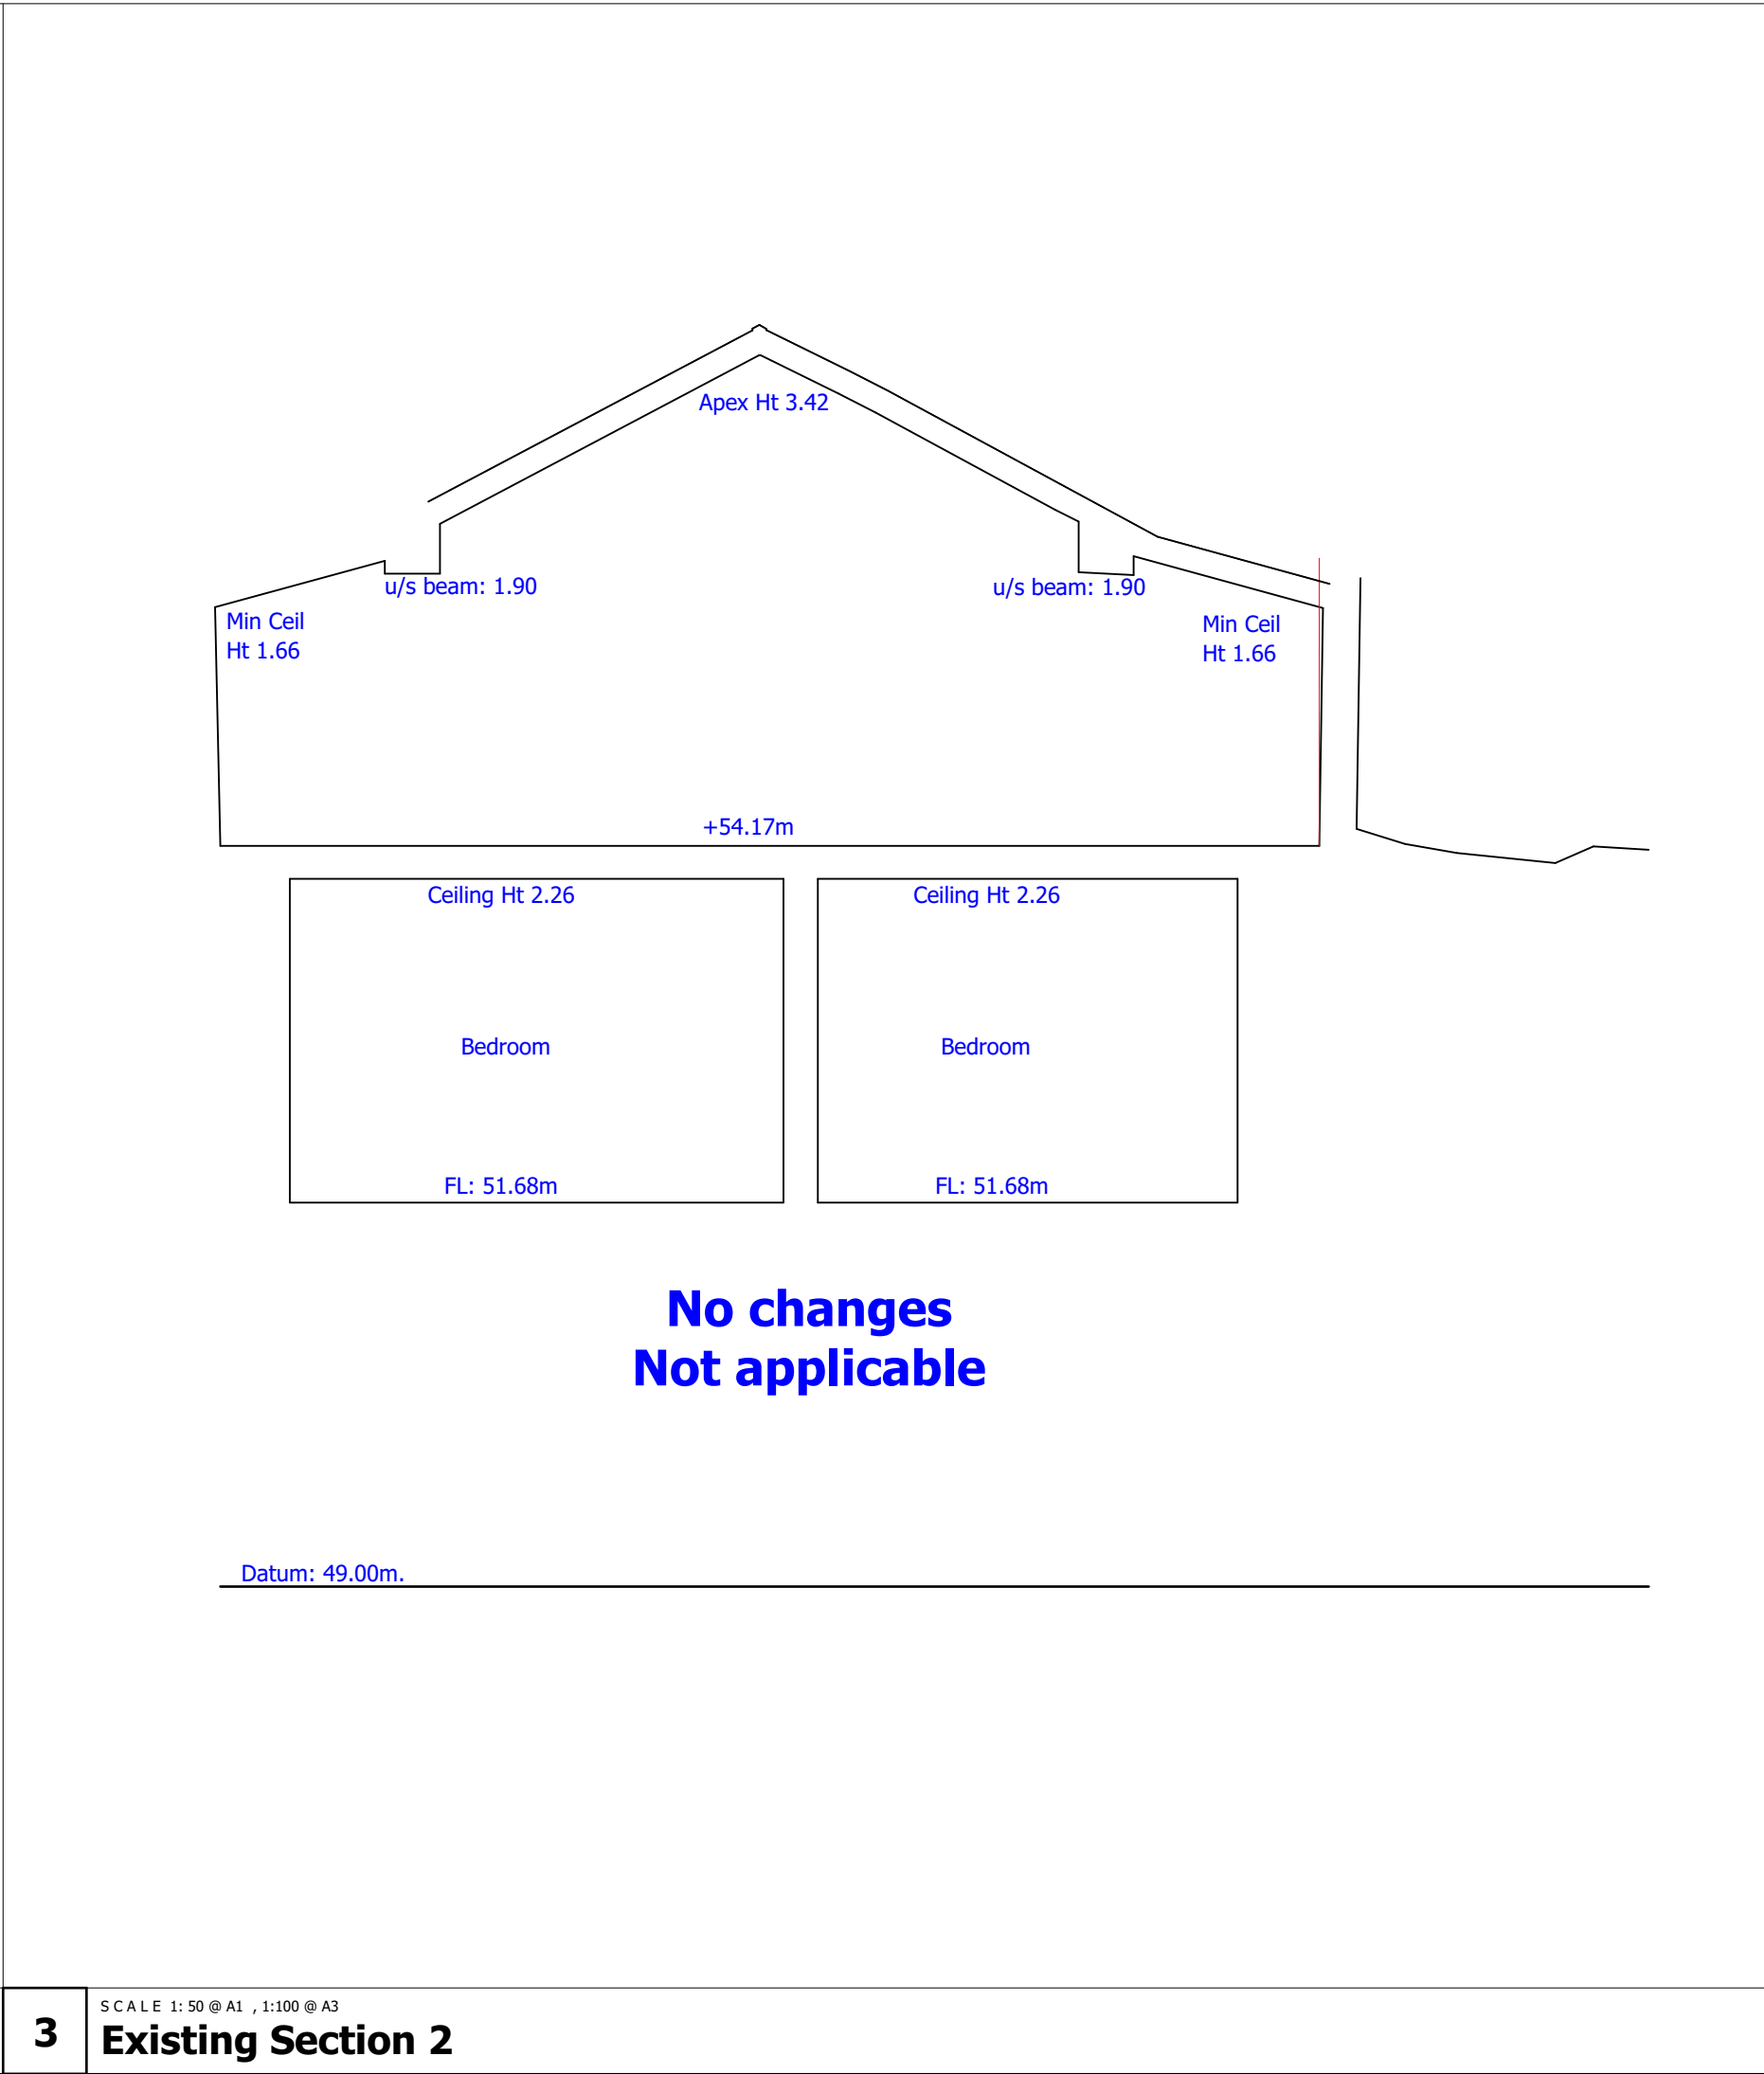 Apex Ht 3.42
u/s beam: 1.90
u/s beam: 1.90
Min Ceil
Ht 1.66
Min Ceil
Ht 1.66
+54.17m
Ceiling Ht 2.26
Ceiling Ht 2.26
Bedroom
Bedroom
FL: 51.68m
FL: 51.68m
No changes
Not applicable
Datum: 49.00m.
3
SCALE 1: 50 @ A1 , 1:100 @ A3
Existing Section 2